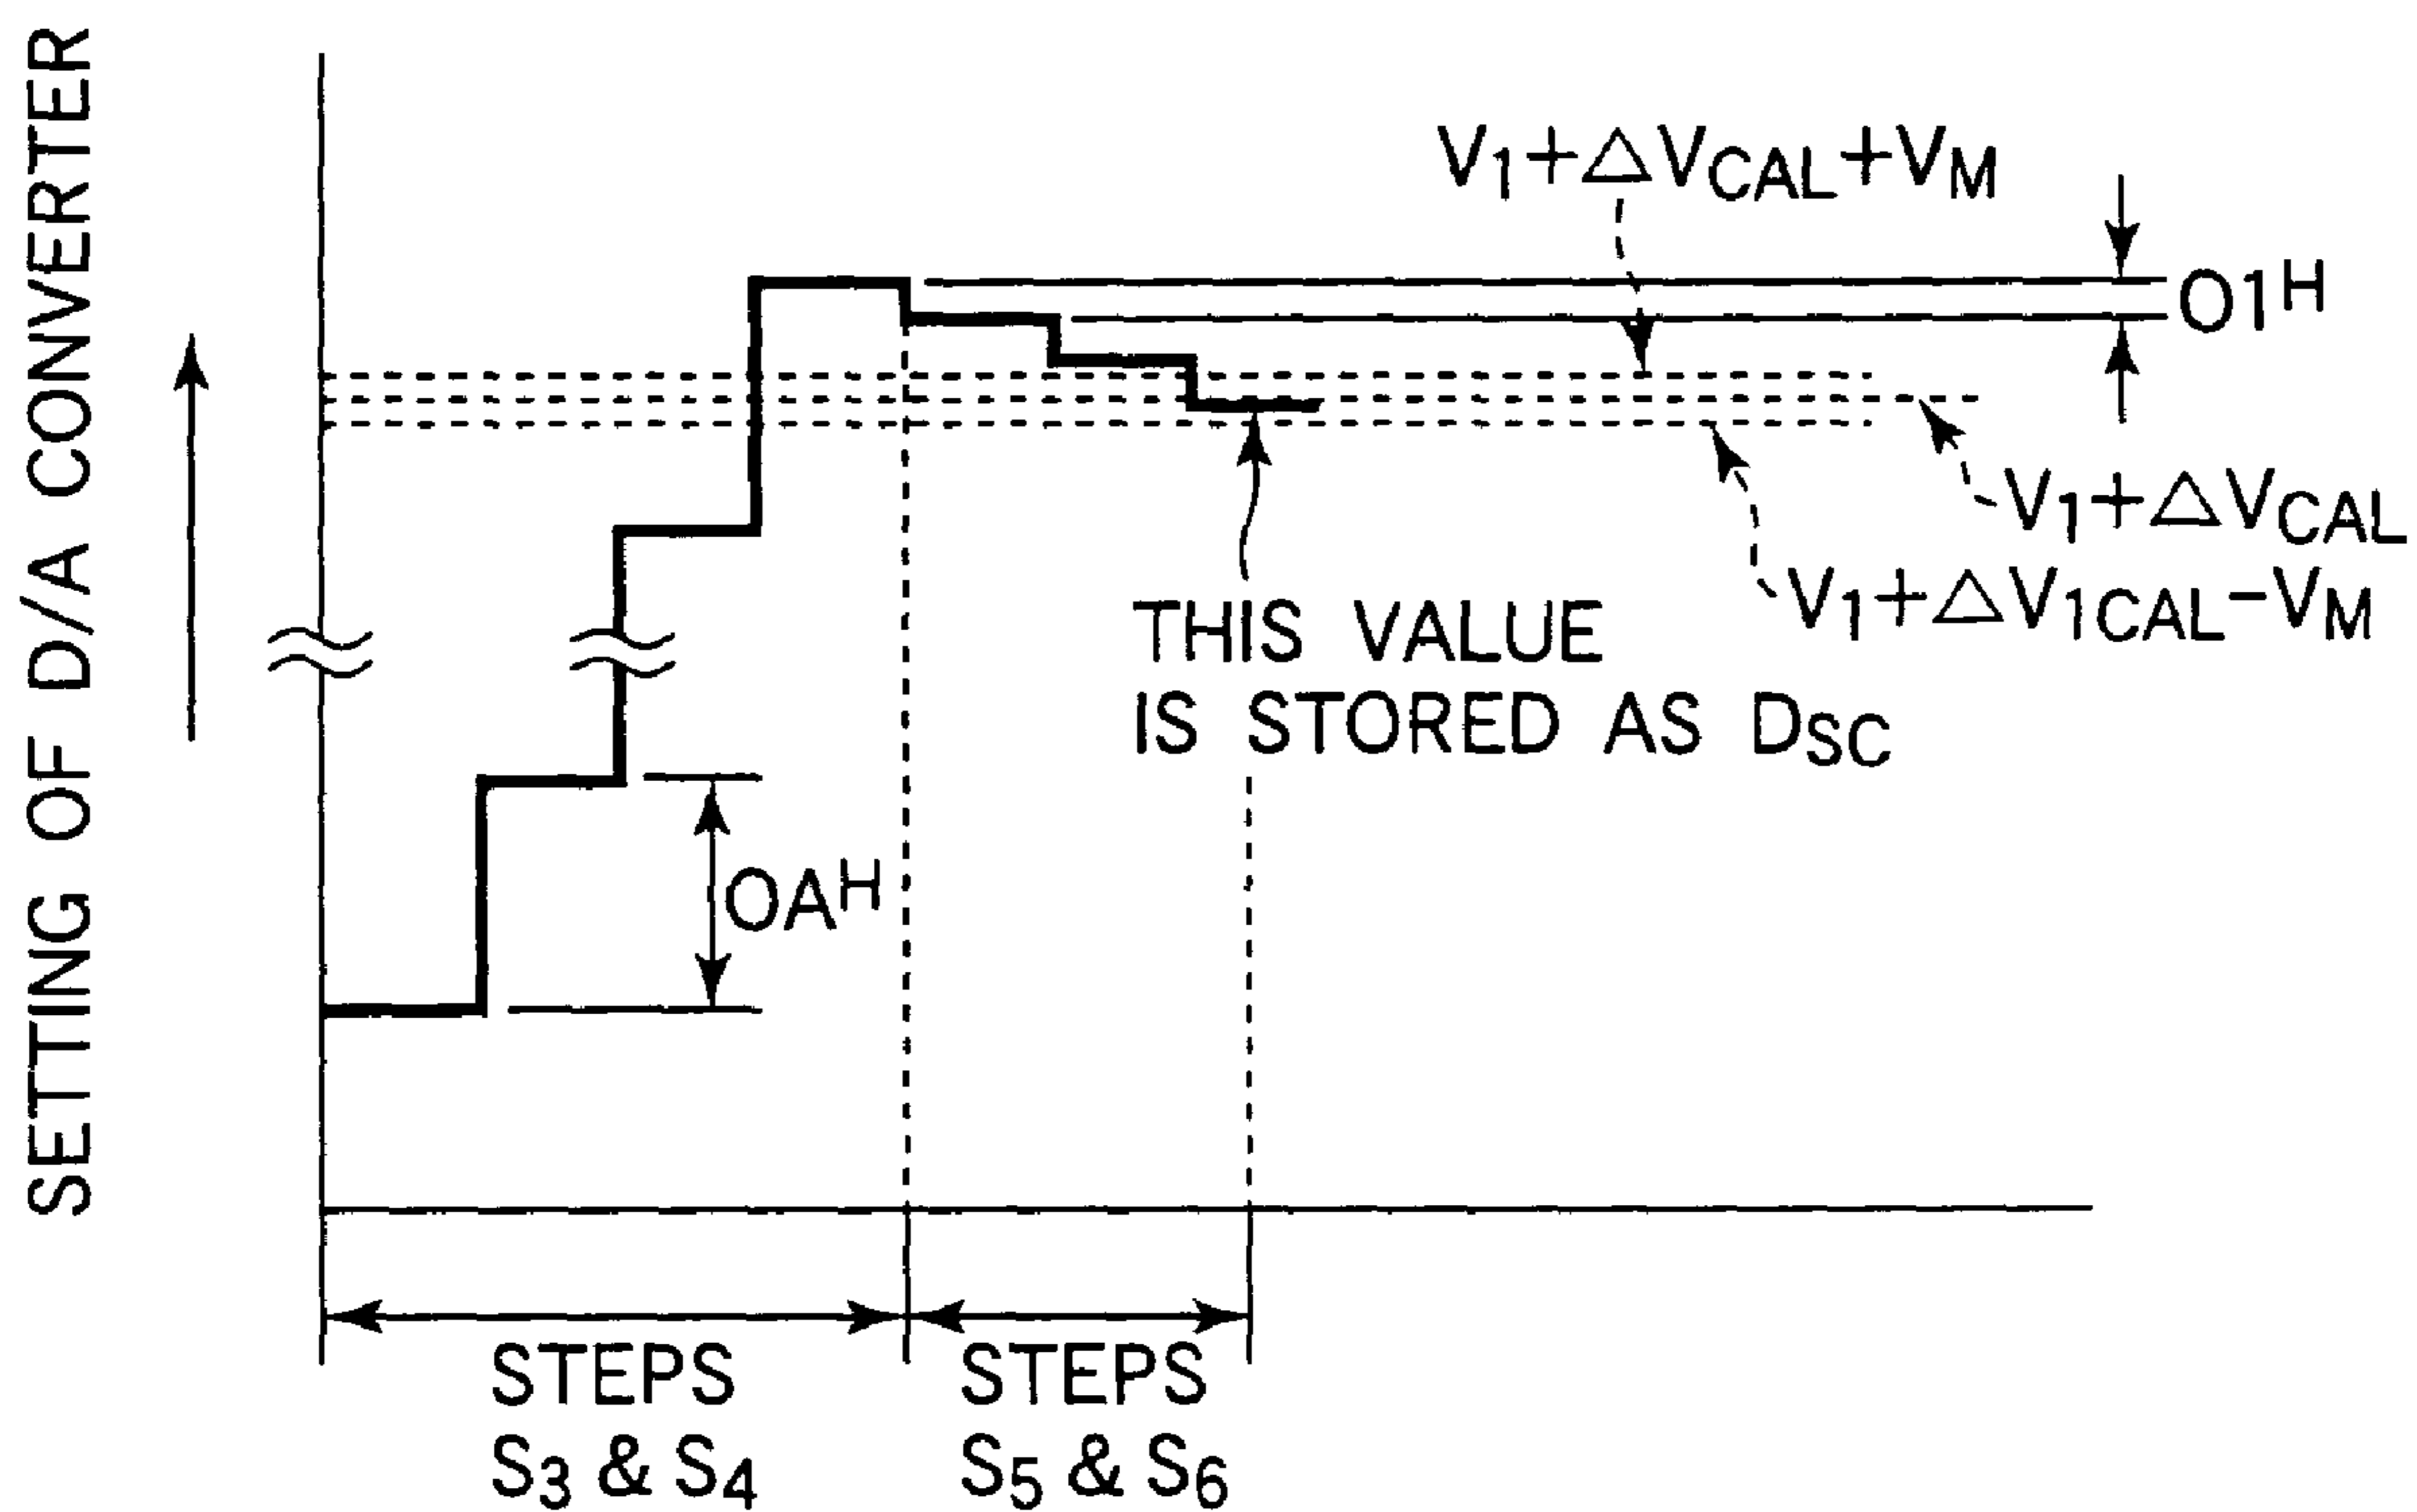 SETTING OF D/A CONVERTER
V1+△VCAL+VM
O1H
V1+△VCAL
V1+△V1CAL-VM
THIS VALUE
IS STORED AS DSC
OAH
STEPS
S3 & S4
STEPS
S5 & S6